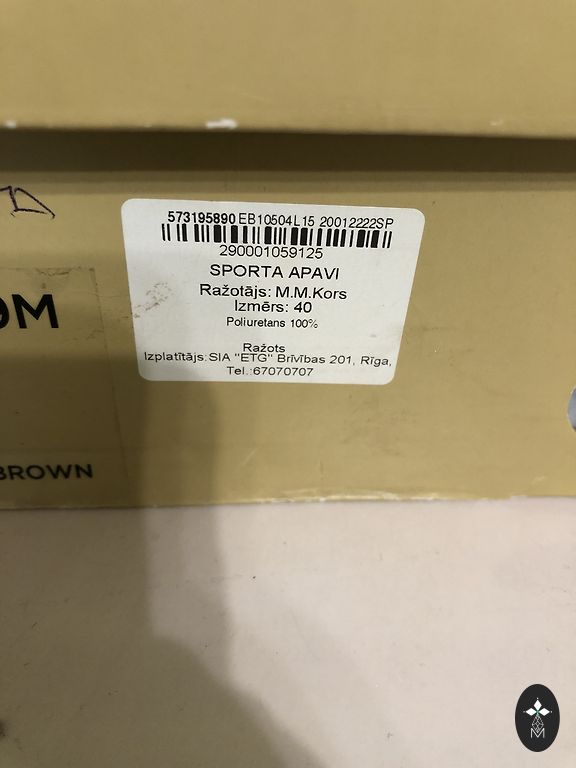 573195890 EB10504L15 20012222SP
290001059125
SPORTA APAVI
Ražotājs: M.M.Kors
Izmērs: 40
Poliuretans 100%
Ražots
Izplatītājs:SIA "ETG" Brīvības 201, Rīga,
Tel.:67070707
9M
BROWN
M